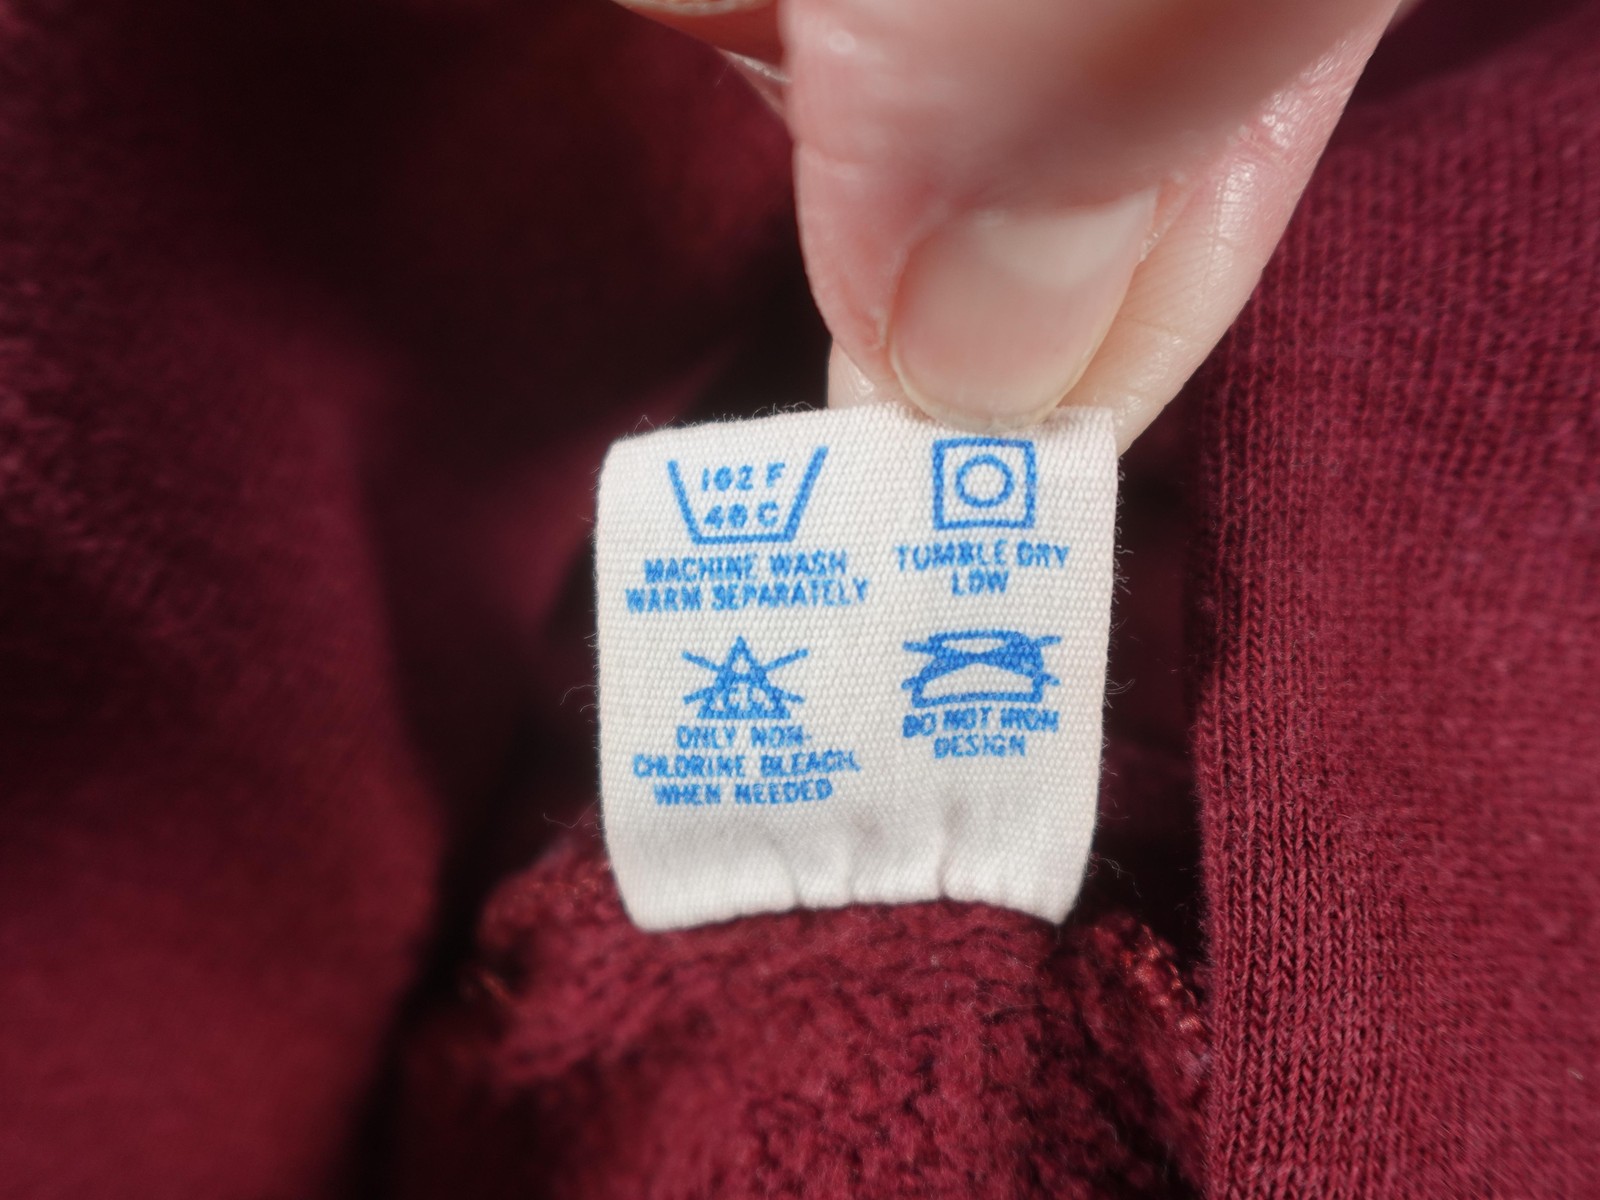 102 F
40 C
MACHINE WASH
WARM SEPARATELY
TUMBLE DRY
LOW
CL
ONLY NON-
CHLORINE BLEACH,
WHEN NEEDED
DO NOT IRON
DESIGN